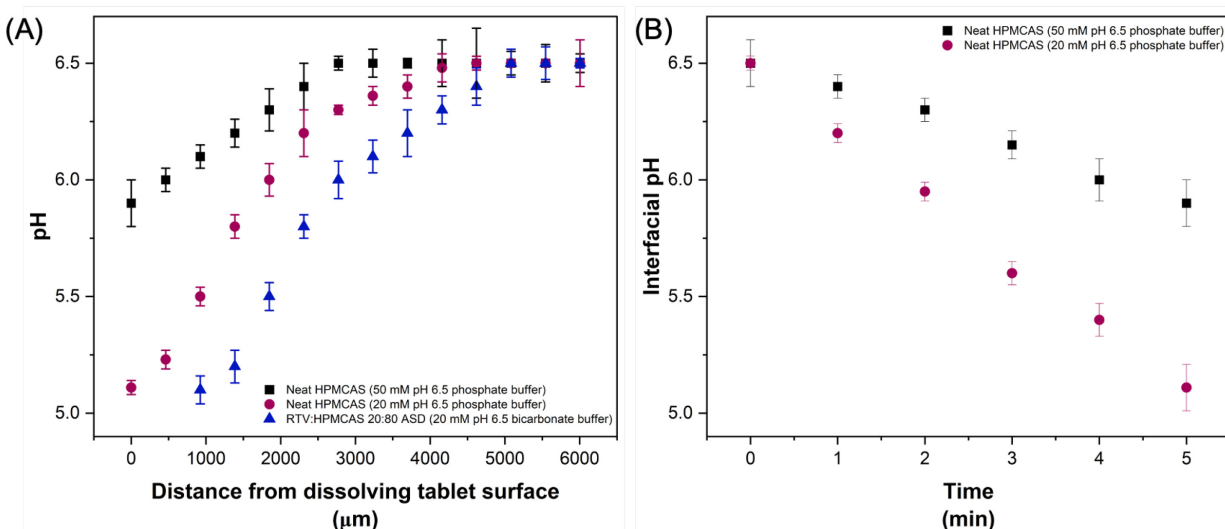 (A)
6.5
6.0
5.5
5.0
pH
0
1000
2000
3000
4000
5000
6000
Distance from dissolving tablet surface
(μm)
Neat HPMCAS (50 mM pH 6.5 phosphate buffer)
Neat HPMCAS (20 mM pH 6.5 phosphate buffer)
RTV:HPMCAS 20:80 ASD (20 mM pH 6.5 bicarbonate buffer)
(B)
Neat HPMCAS (50 mM pH 6.5 phosphate buffer)
Neat HPMCAS (20 mM pH 6.5 phosphate buffer)
6.5
6.0
5.5
5.0
Interfacial pH
0
1
2
3
4
5
Time
(min)